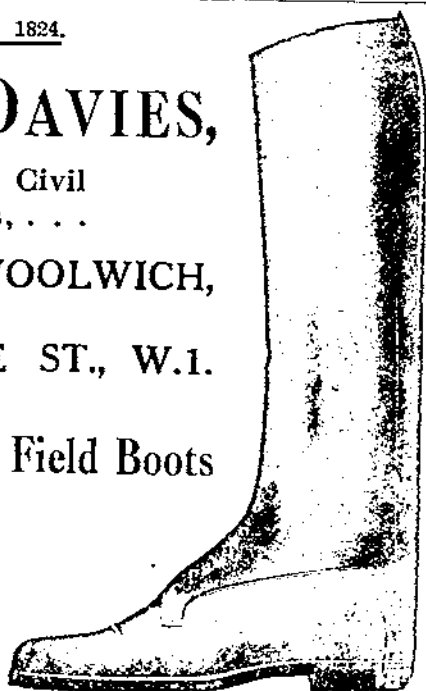 1824.
DAVIES,
Civil
, . . .
WOOLWICH,
ST., W.1.
Field Boots